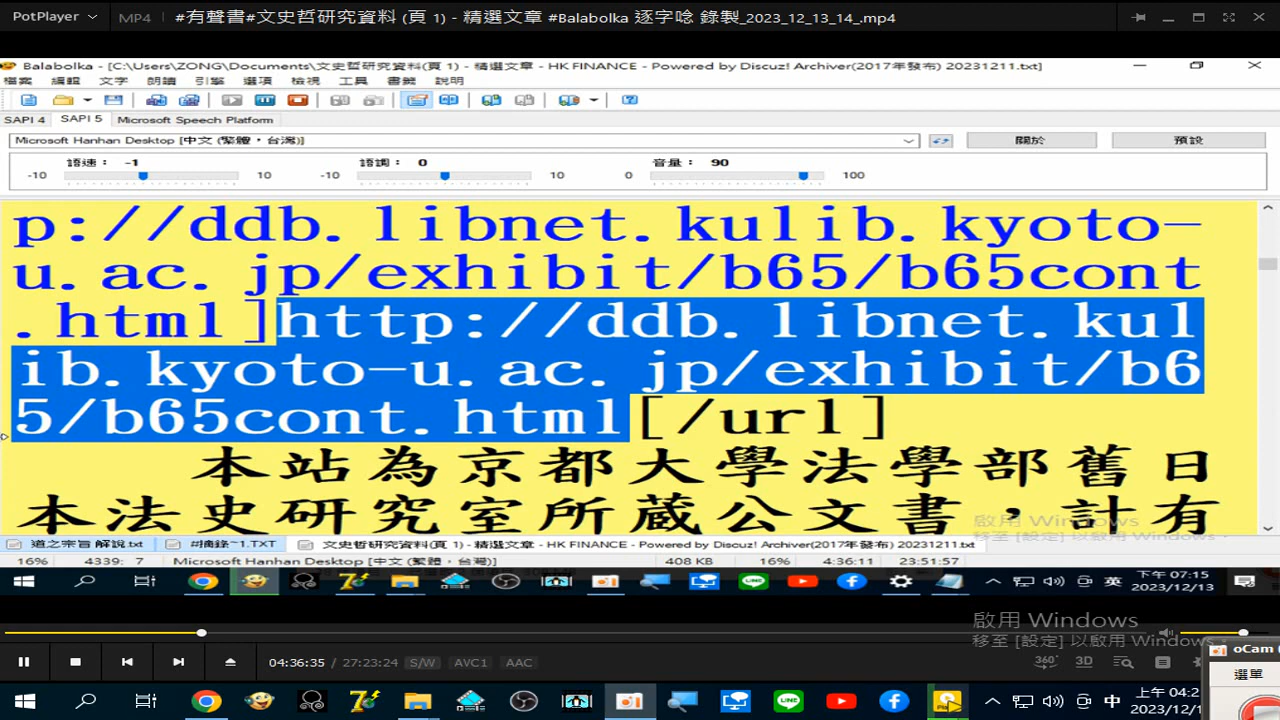 PotPlayer MP4 #有聲書#文史哲研究資料 (頁 1) - 精選文章 #Balabolka 逐字唸 錄製_2023_12_13_14_.mp4
Balabolka - [C:\Users\ZONG\Documents\文史哲研究資料(頁 1) - 精選文章 - HK FINANCE - Powered by Discuz! Archiver(2017年發布) 20231211.txt]
檔案 編輯 文字 朗讀 引擎 選項 檢視 工具 書籤 說明
SAPI 4 SAPI 5 Microsoft Speech Platform
Microsoft Hanhan Desktop [中文 (繁體，台灣)] 關於 預設
語速： -1 語調： 0 音量： 90
-10 10 -10 10 0 100
p://ddb.libnet.kulib.kyoto-
u.ac.jp/exhibit/b65/b65cont
.html]http://ddb.libnet.kul
ib.kyoto-u.ac.jp/exhibit/b6
5/b65cont.html[/url]
本站為京都大學法學部舊日
本法史研究室所蔵公文書，計有
啟用 Windows
移至 [設定] 以啟用 Windows。
道之宗旨 解說.txt #摘錄~1.TXT 文史哲研究資料(頁 1) - 精選文章 - HK FINANCE - Powered by Discuz! Archiver(2017年發布) 20231211.txt
16% 4339: 7 Microsoft Hanhan Desktop [中文 (繁體，台灣)] 408 KB 16% 4:36:11 23:51:57
英 下午 07:15
2023/12/13
啟用 Windows
移至 [設定] 以啟用 Windows。
04:36:35 / 27:23:24 S/W AVC1 AAC 360° 3D
oCam
選單
中 上午 04:2
2023/12/1